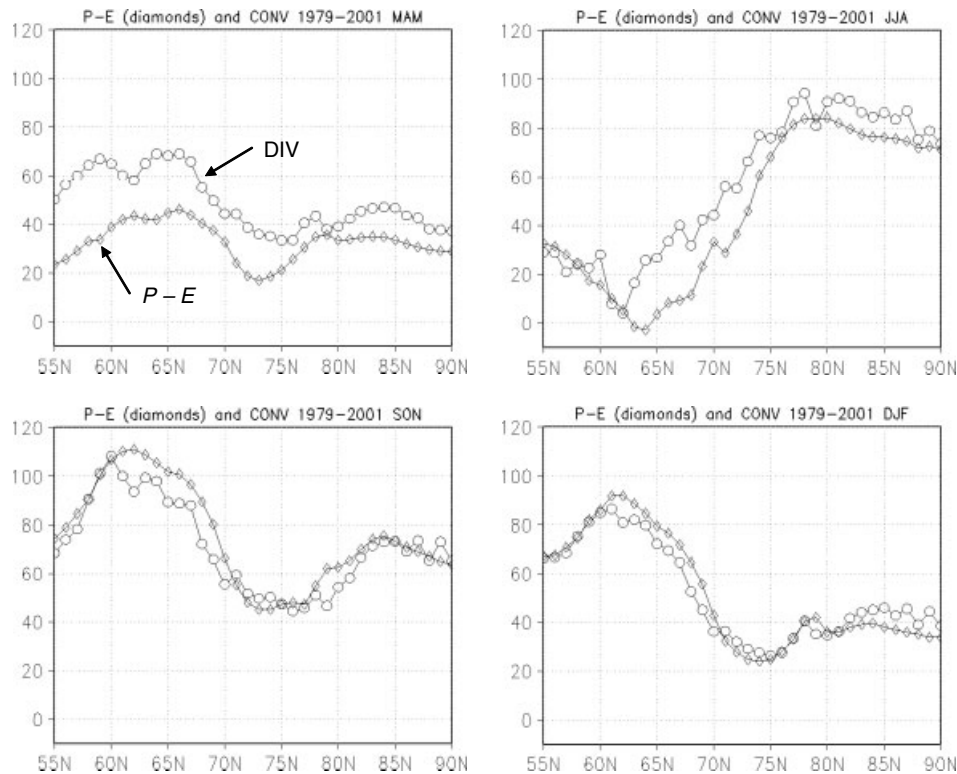 P-E (diamonds) and CONV 1979-2001 MAM
120
100
80
60
40
20
0
DIV
P – E
55N 60N 65N 70N 75N 80N 85N 90N
P-E (diamonds) and CONV 1979-2001 JJA
120
100
80
60
40
20
0
55N 60N 65N 70N 75N 80N 85N 90N
P-E (diamonds) and CONV 1979-2001 SON
120
100
80
60
40
20
0
55N 60N 65N 70N 75N 80N 85N 90N
P-E (diamonds) and CONV 1979-2001 DJF
120
100
80
60
40
20
0
55N 60N 65N 70N 75N 80N 85N 90N